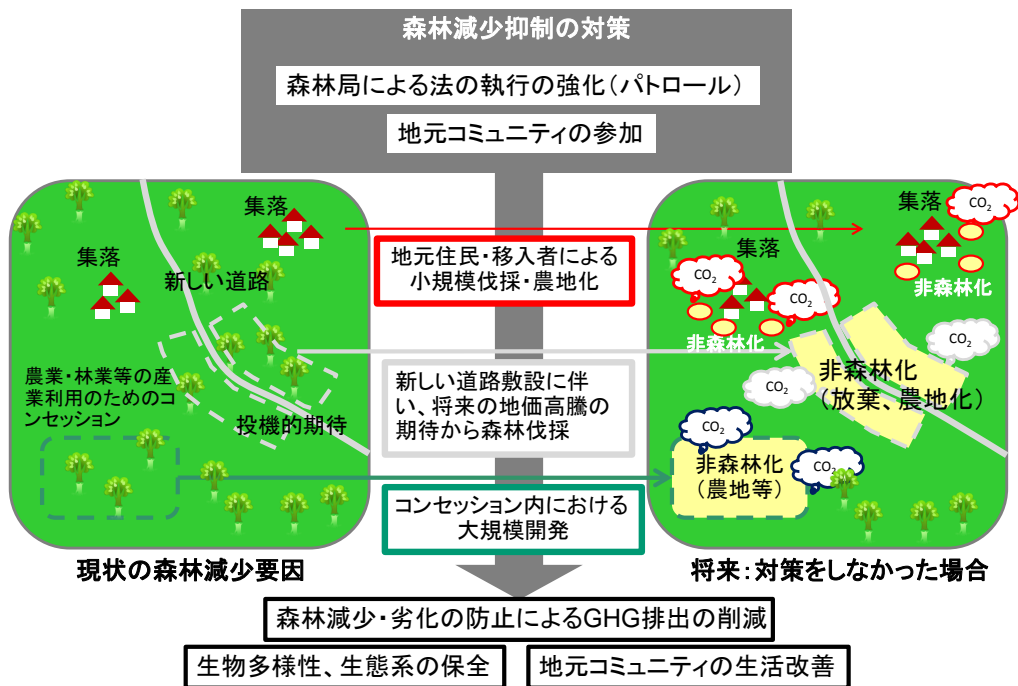 森林減少抑制の対策
森林局による法の執行の強化(パトロール)
地元コミュニティの参加
集落
集落
新しい道路
農業・林業等の産
業利用のためのコ
ンセッション
投機的期待
現状の森林減少要因
地元住民・移入者による
小規模伐採・農地化
新しい道路敷設に伴
い、将来の地価高騰の
期待から森林伐採
コンセッション内における
大規模開発
集落
CO2
集落
CO2
CO2
非森林化
非森林化
CO2
CO2
非森林化
(放棄、農地化)
CO2
非森林化
(農地等)
CO2
将来:対策をしなかった場合
森林減少・劣化の防止によるGHG排出の削減
生物多様性、生態系の保全
地元コミュニティの生活改善